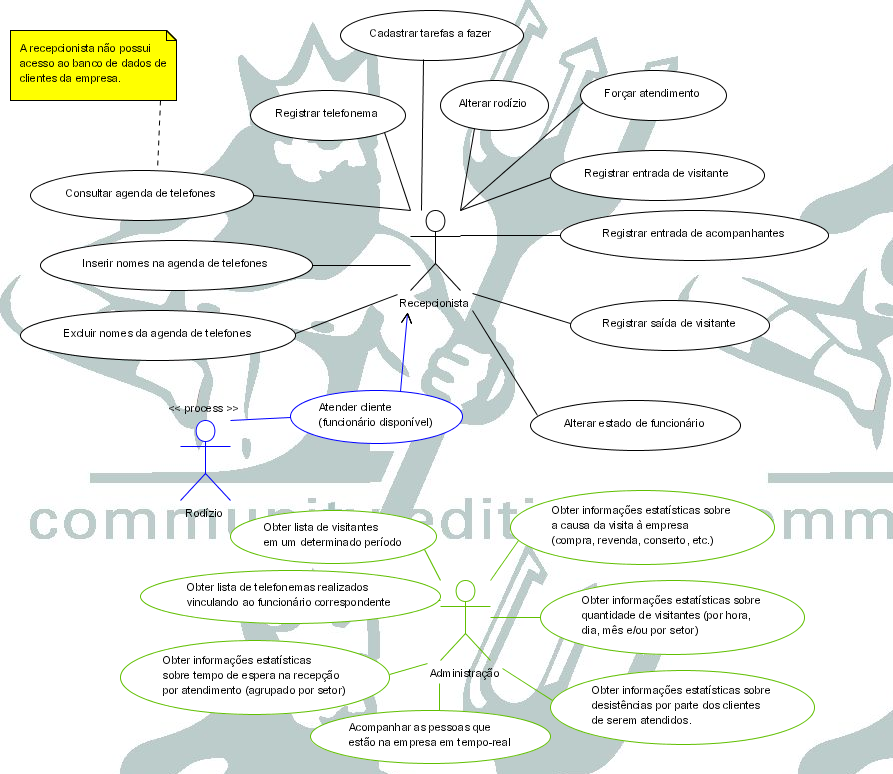 Cadastrar tarefas a fazer
A recepcionista não possui
acesso ao banco de dados de
clientes da empresa.
Registrar telefonema
Alterar rodízio
Forçar atendimento
Consultar agenda de telefones
Registrar entrada de visitante
Registrar entrada de acompanhantes
Inserir nomes na agenda de telefones
Recepcionista
Excluir nomes da agenda de telefones
Registrar saída de visitante
<< process >>
Atender cliente
(funcionário disponível)
Alterar estado de funcionário
Rodízio
community edition
comm
Obter lista de visitantes
em um determinado período
Obter informações estatísticas sobre
a causa da visita à empresa
(compra, revenda, conserto, etc.)
Obter lista de telefonemas realizados
vinculando ao funcionário correspondente
Obter informações estatísticas sobre
quantidade de visitantes (por hora,
dia, mês e/ou por setor)
Obter informações estatísticas
sobre tempo de espera na recepção
por atendimento (agrupado por setor)
Administração
Obter informações estatísticas sobre
desistências por parte dos clientes
de serem atendidos.
Acompanhar as pessoas que
estão na empresa em tempo-real